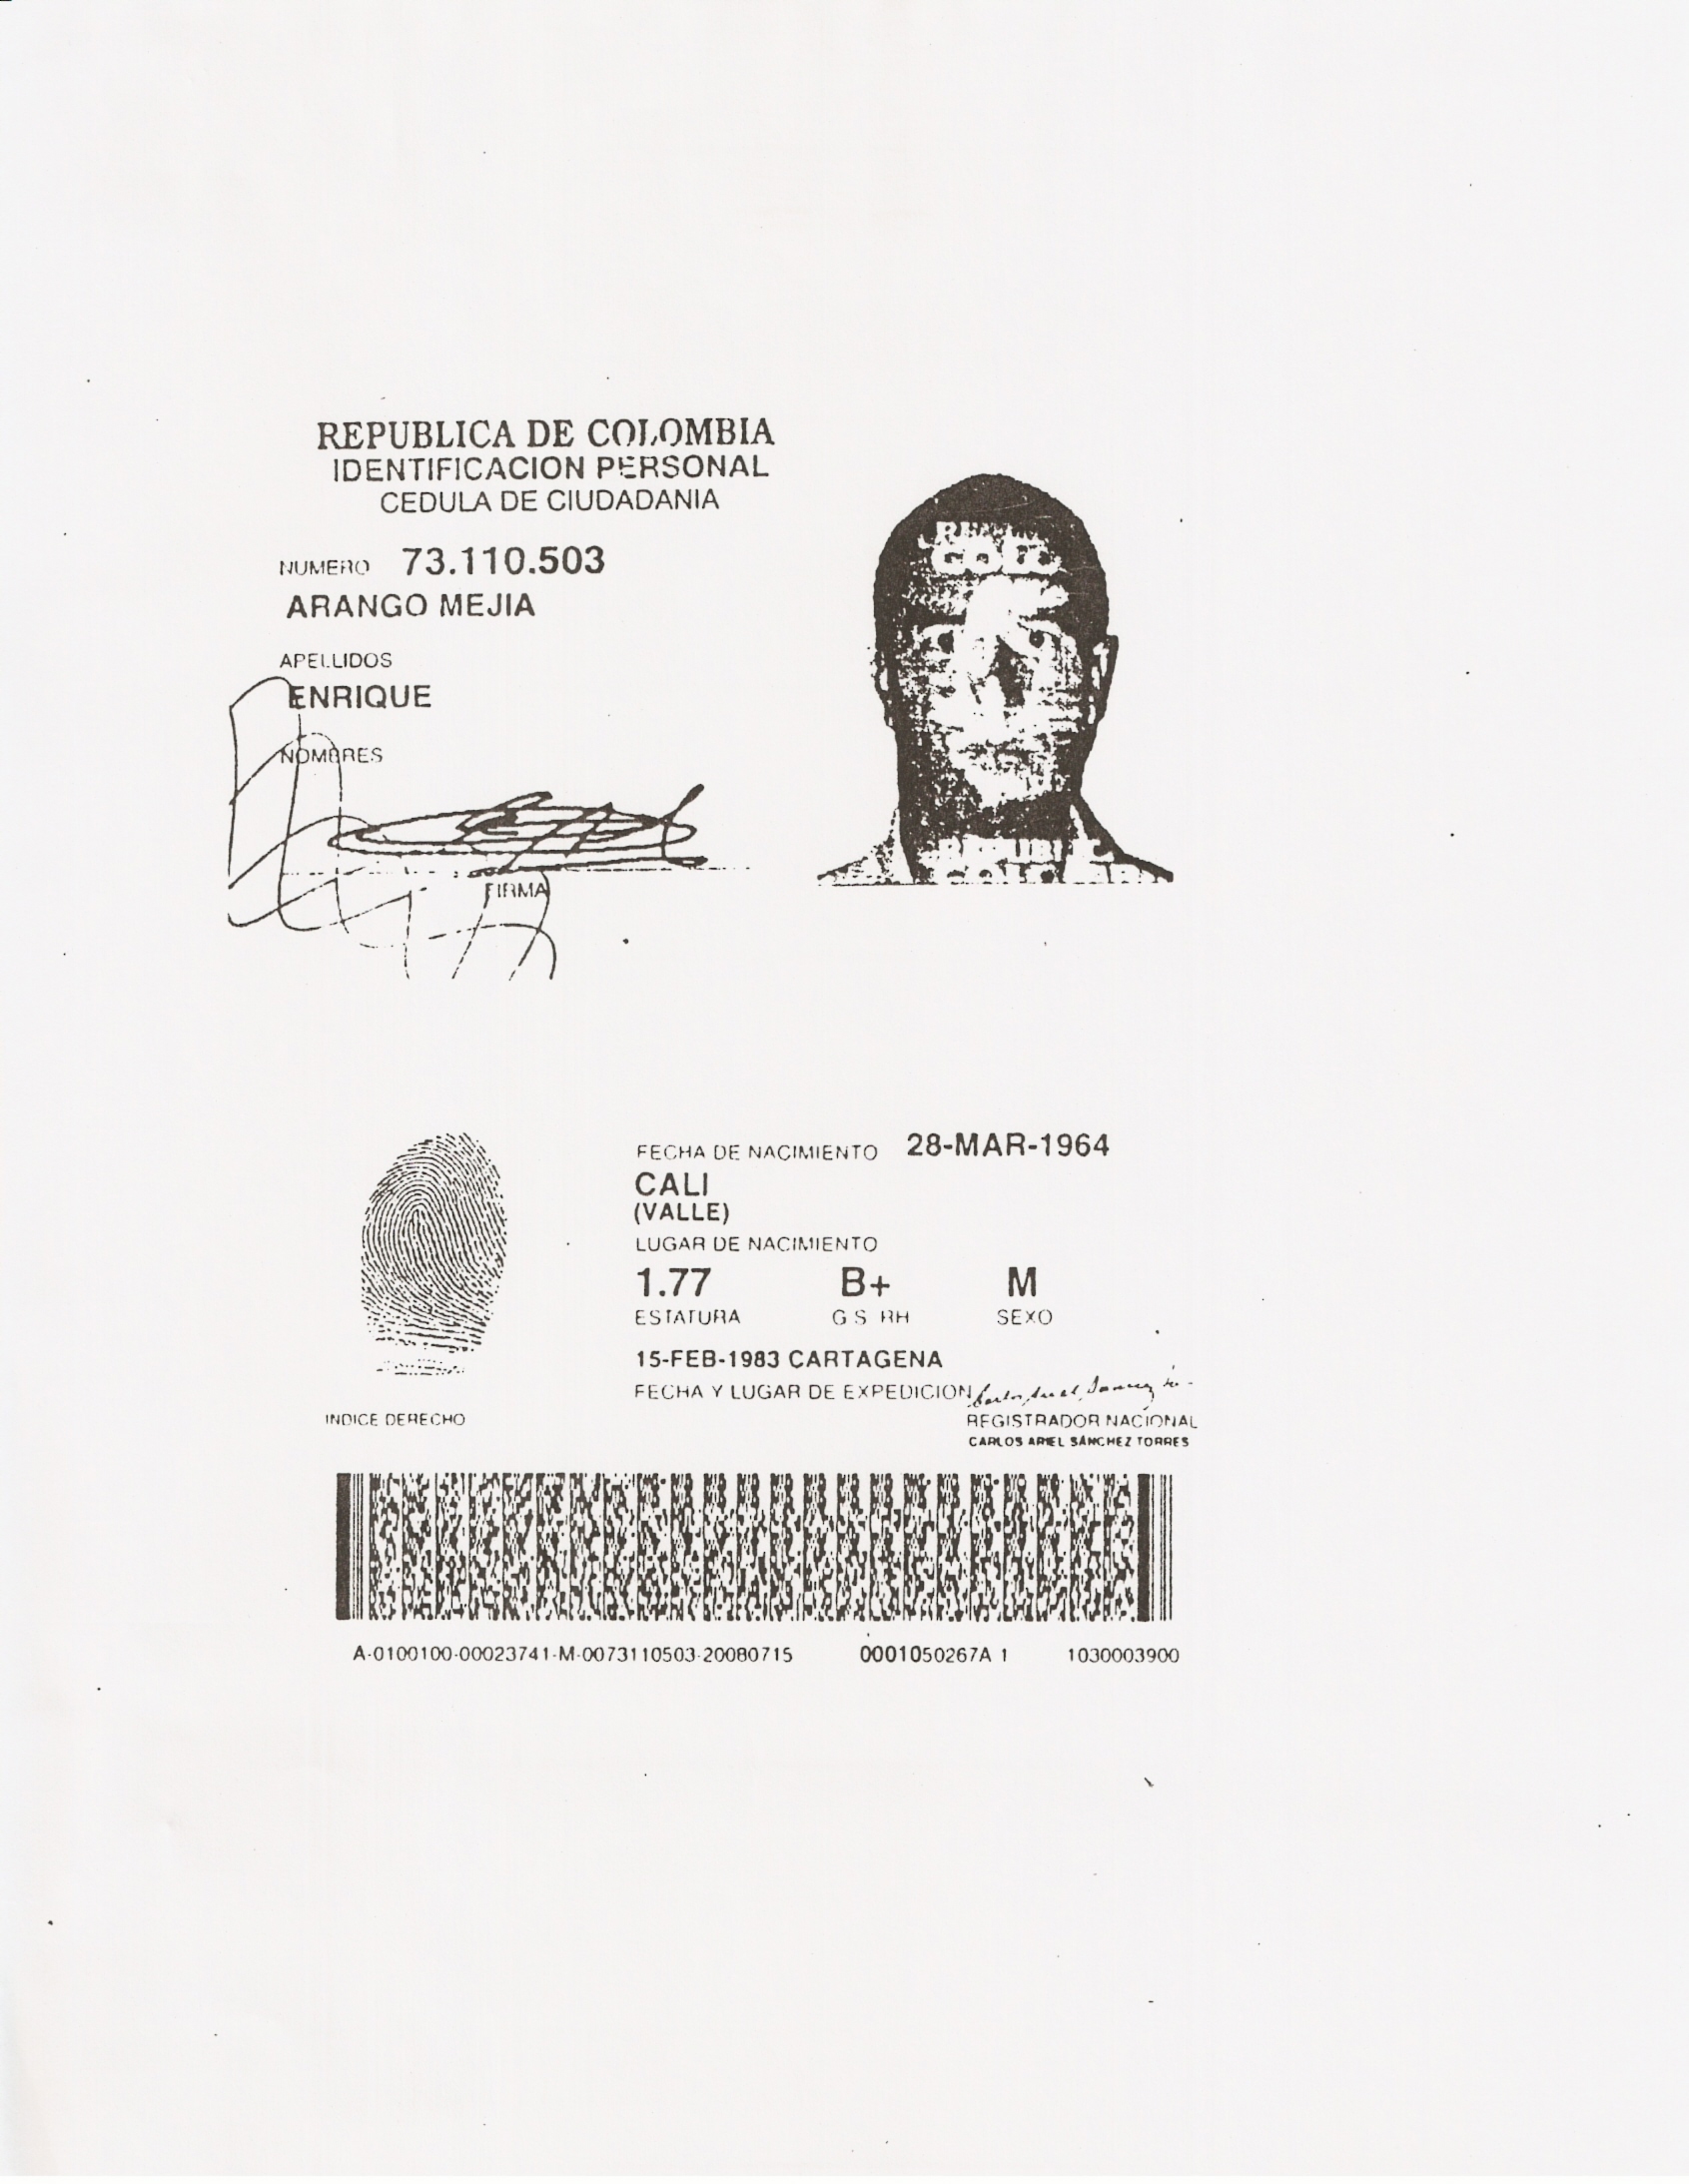 REPUBLICA DE COLOMBIA
IDENTIFICACION PERSONAL
CEDULA DE CIUDADANIA
NUMERO 73.110.503
ARANGO MEJIA
APELLIDOS
ENRIQUE
NOMBRES
FIRMA
FECHA DE NACIMIENTO 28-MAR-1964
CALI
(VALLE)
LUGAR DE NACIMIENTO
1.77 B+ M
ESTATURA G S RH SEXO
15-FEB-1983 CARTAGENA
FECHA Y LUGAR DE EXPEDICION
INDICE DERECHO
REGISTRADOR NACIONAL
CARLOS ARIEL SÁNCHEZ TORRES
A-0100100-00023741-M-0073110503-20080715 0001050267A 1 1030003900